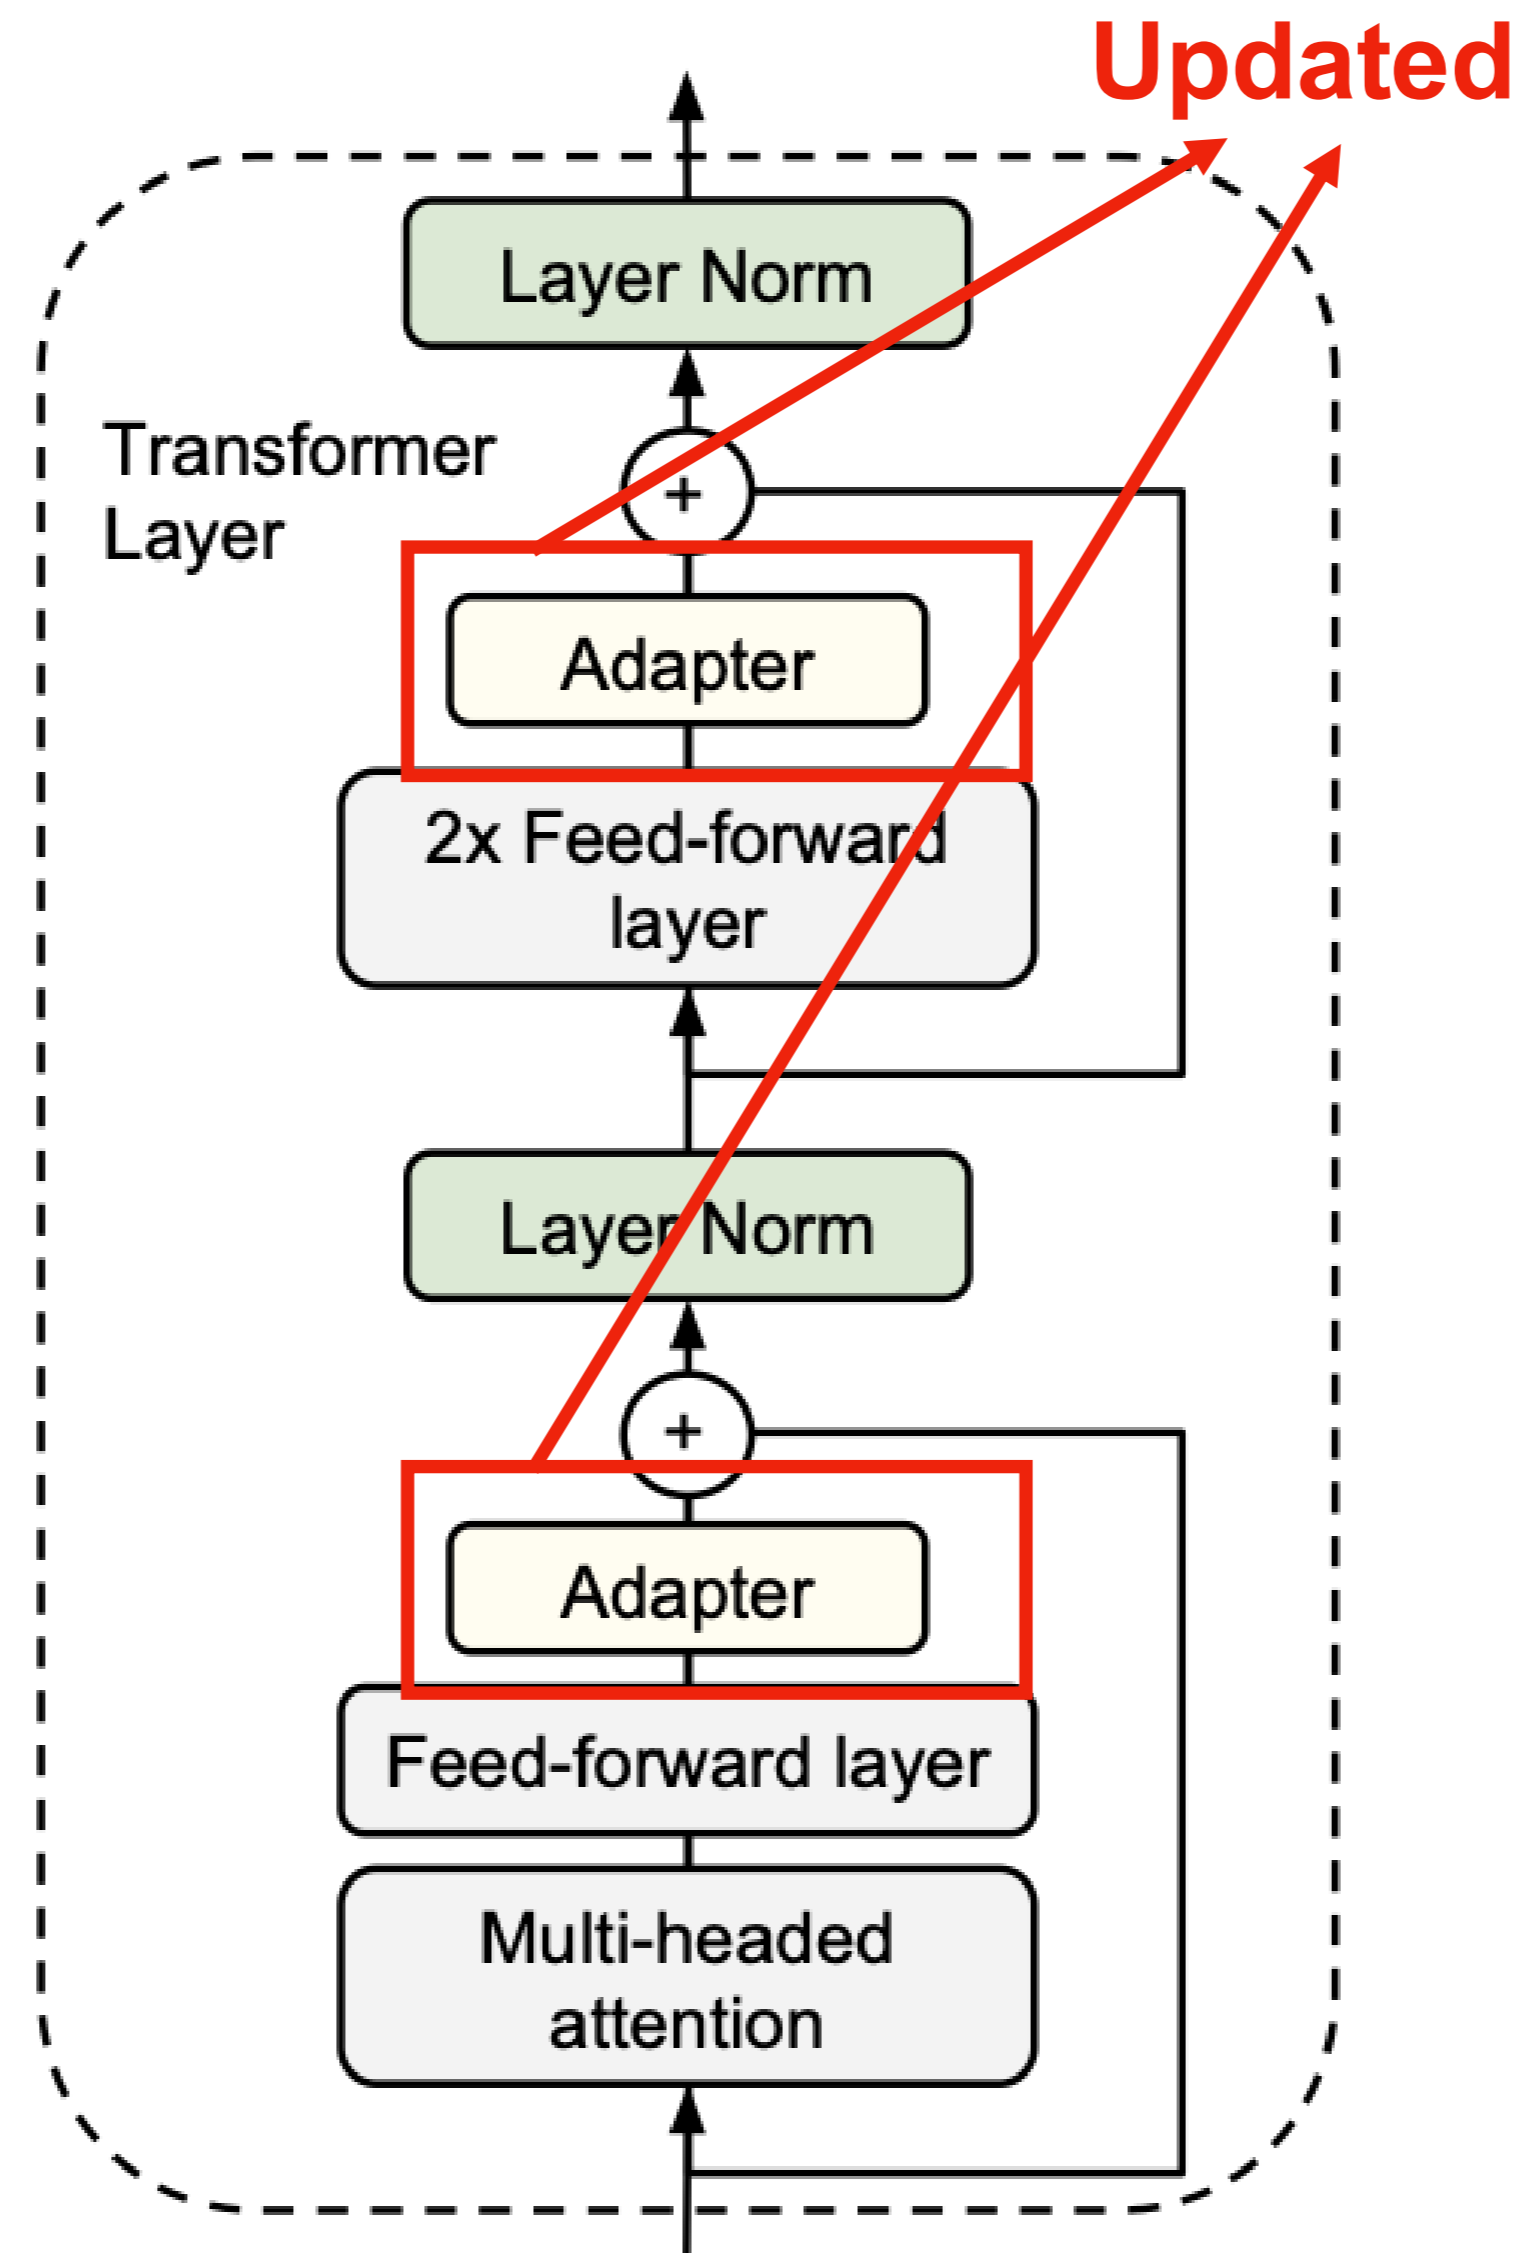 Updated
Layer Norm
Transformer
Layer
+
Adapter
2x Feed-forward
layer
Layer Norm
+
Adapter
Feed-forward layer
Multi-headed
attention